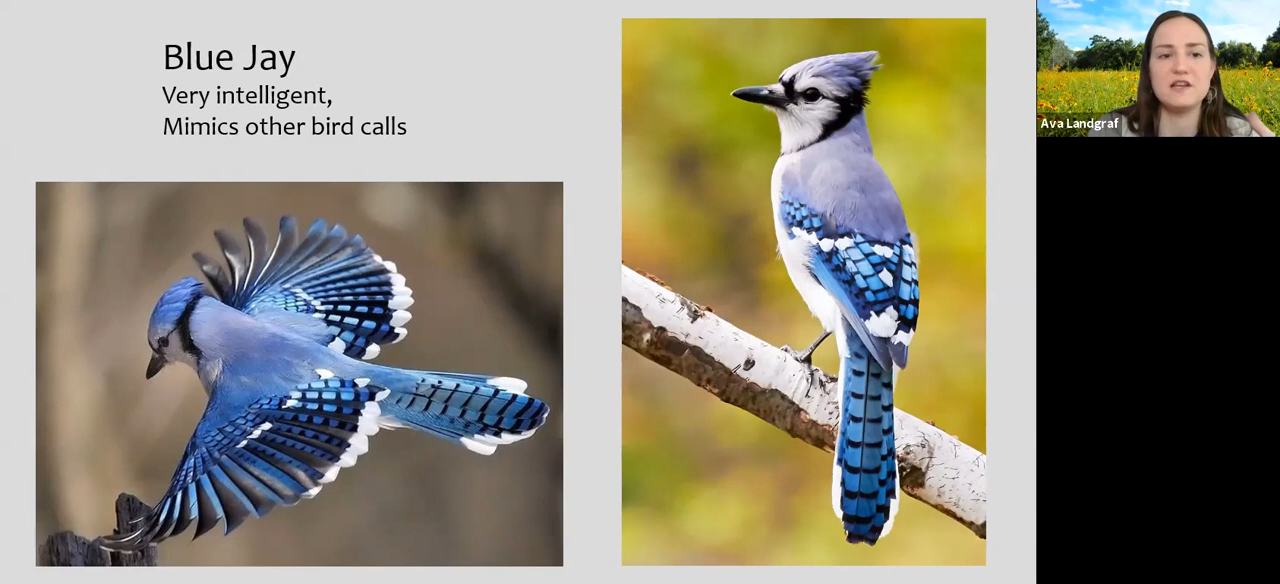 Blue Jay
Very intelligent,
Mimics other bird calls
Ava Landgraf